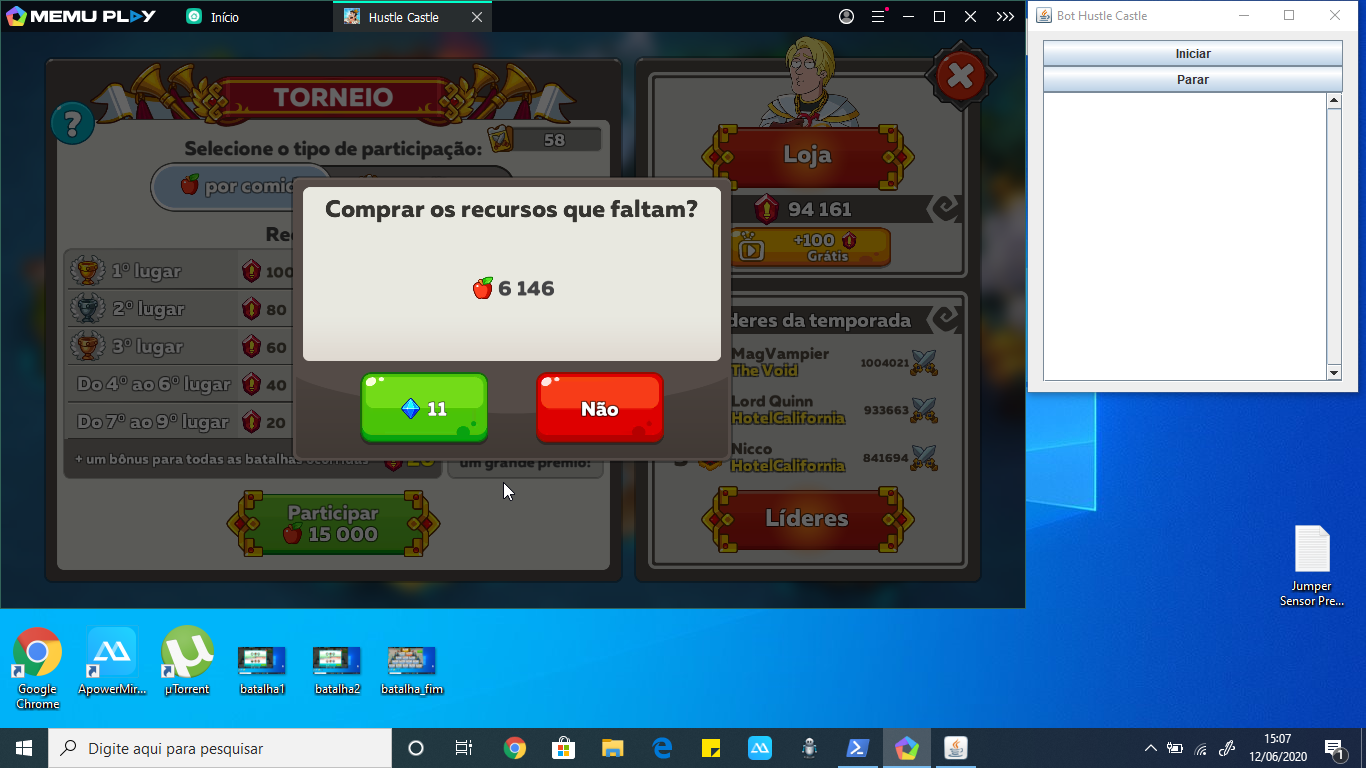 MEMU PLAY
Início
Hustle Castle
TORNEIO
?
Selecione o tipo de participação:
58
por comid
Re
1º lugar
100
2º lugar
80
3º lugar
60
Do 4º ao 6º lugar
40
Do 7º ao 9º lugar
20
+ um bônus para todas as batalhas ocorridas
20
um grande prêmio!
Participar
15 000
Comprar os recursos que faltam?
6 146
11
Não
Loja
94 161
+100
Grátis
deres da temporada
MagVampier
The Void
1004021
Lord Quinn
HotelCalifornia
933663
Nicco
HotelCalifornia
841694
3
Líderes
Bot Hustle Castle
Iniciar
Parar
Jumper
Sensor Pre...
Google
Chrome
ApowerMir...
µTorrent
batalha1
batalha2
batalha_fim
Digite aqui para pesquisar
15:07
12/06/2020
1